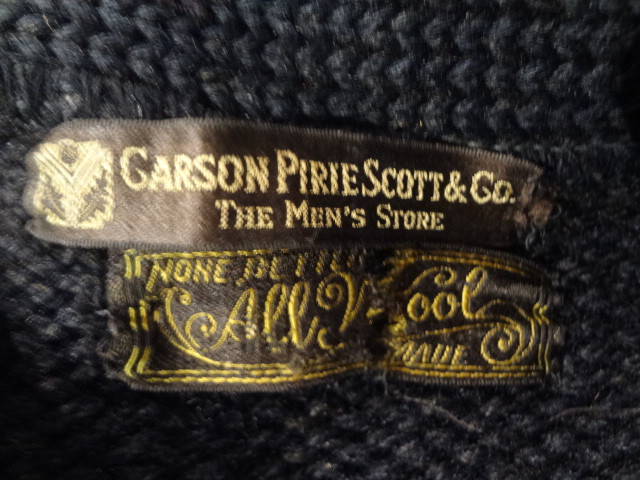 CARSON PIRIE SCOTT & CO.
THE MEN'S STORE
NONE BETTER
All Wool
MADE